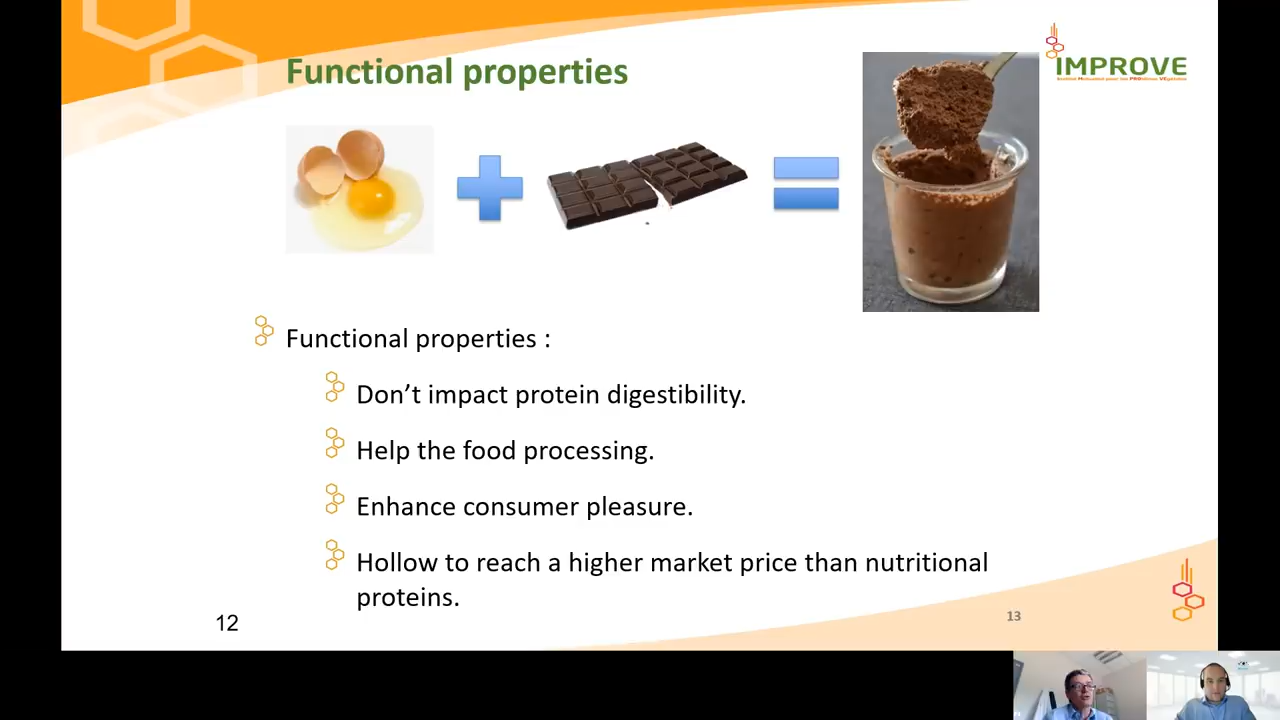 Functional properties
IMPROVE
Functional properties :
Don’t impact protein digestibility.
Help the food processing.
Enhance consumer pleasure.
Hollow to reach a higher market price than nutritional
proteins.
12
13